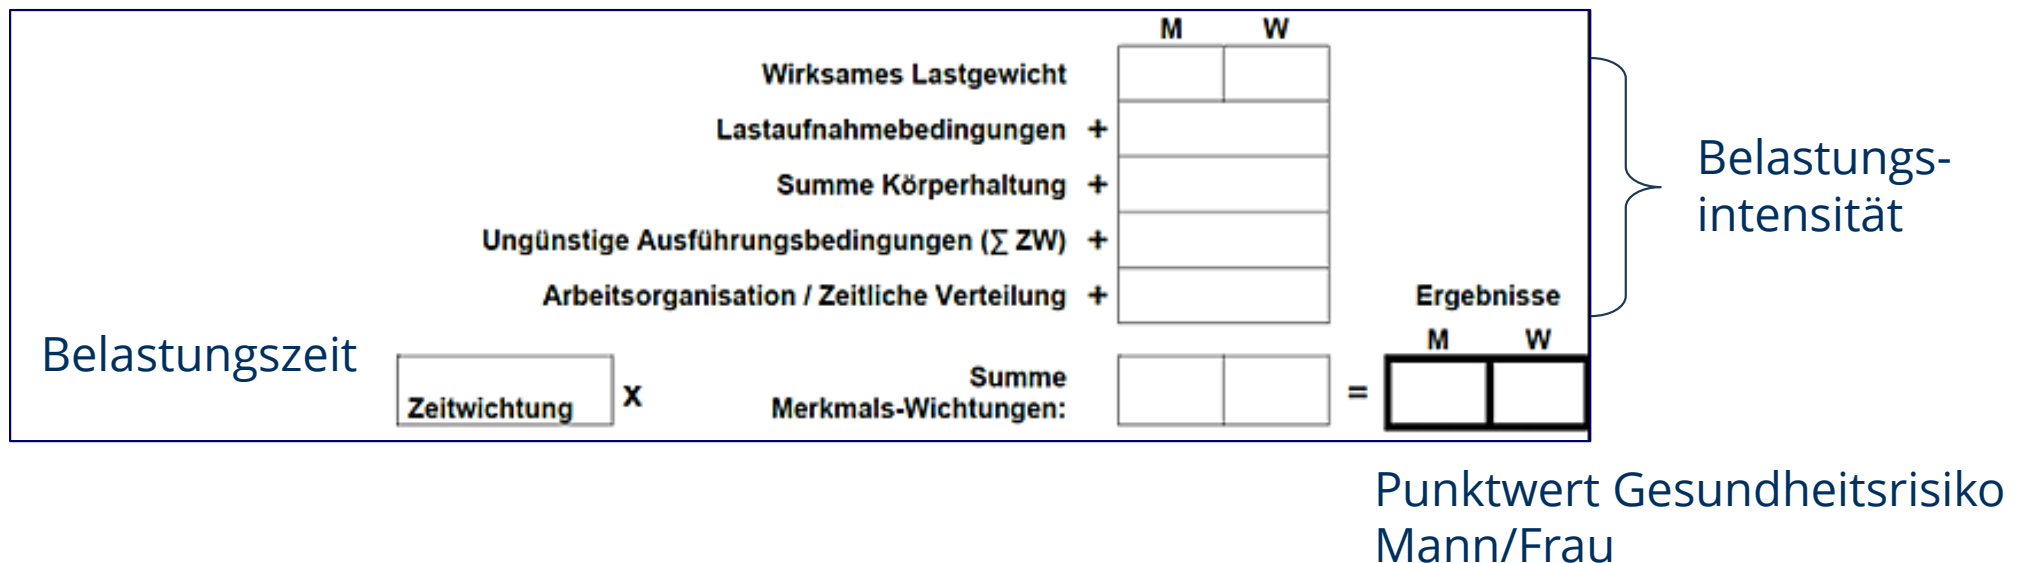 M W
Wirksames Lastgewicht
Lastaufnahmebedingungen +
Summe Körperhaltung +
Ungünstige Ausführungsbedingungen (∑ ZW) +
Arbeitsorganisation / Zeitliche Verteilung +
Belastungs-
intensität
Ergebnisse
M W
Belastungszeit
Zeitwichtung x
Summe
Merkmals-Wichtungen: =
Punktwert Gesundheitsrisiko
Mann/Frau